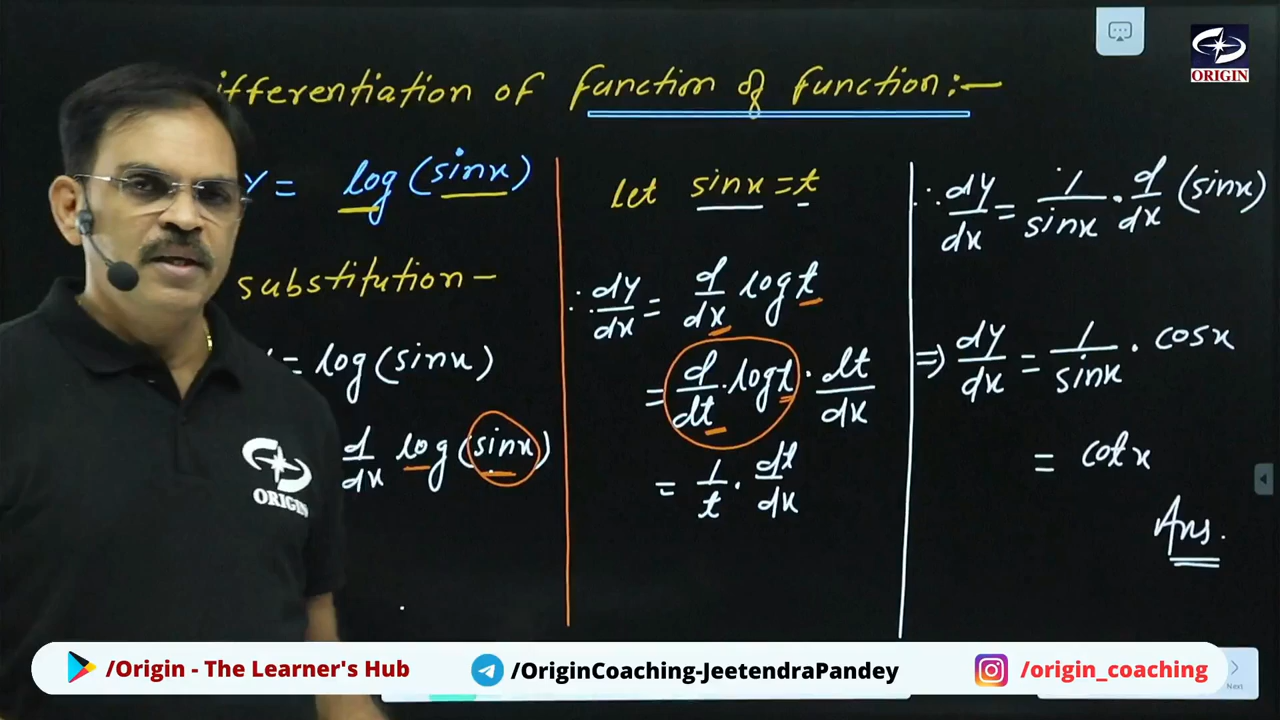 ifferentiation of function of function:-
Y = log (sinx)
substitution-
= log (sinx)
d/dx log (sinx)
let sinx = t
∴ dy/dx = d/dx log t
= d/dt · log t · dt/dx
= 1/t · dt/dx
∴ dy/dx = 1/sinx · d/dx (sinx)
⇒ dy/dx = 1/sinx · cosx
= cotx
Ans.
ORIGIN
ORIGIN
/Origin - The Learner's Hub
/OriginCoaching-JeetendraPandey
/origin_coaching
Next